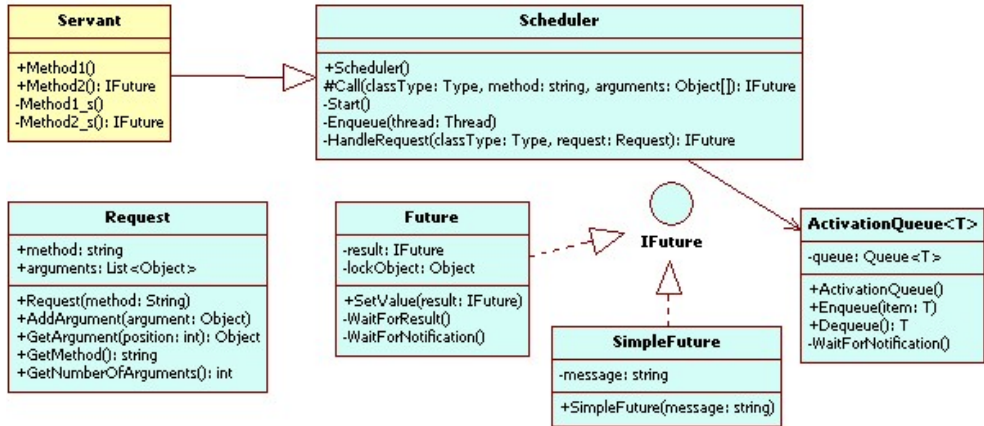 Servant
+Method1()
+Method2(): IFuture
-Method1_s()
-Method2_s(): IFuture
Scheduler
+Scheduler()
#Call(classType: Type, method: string, arguments: Object[]): IFuture
-Start()
-Enqueue(thread: Thread)
-HandleRequest(classType: Type, request: Request): IFuture
Request
+method: string
+arguments: List<Object>
+Request(method: String)
+AddArgument(argument: Object)
+GetArgument(position: int): Object
+GetMethod(): string
+GetNumberOfArguments(): int
Future
-result: IFuture
-lockObject: Object
+SetValue(result: IFuture)
-WaitForResult()
-WaitForNotification()
IFuture
SimpleFuture
-message: string
+SimpleFuture(message: string)
ActivationQueue<T>
-queue: Queue<T>
+ActivationQueue()
+Enqueue(item: T)
+Dequeue(): T
-WaitForNotification()